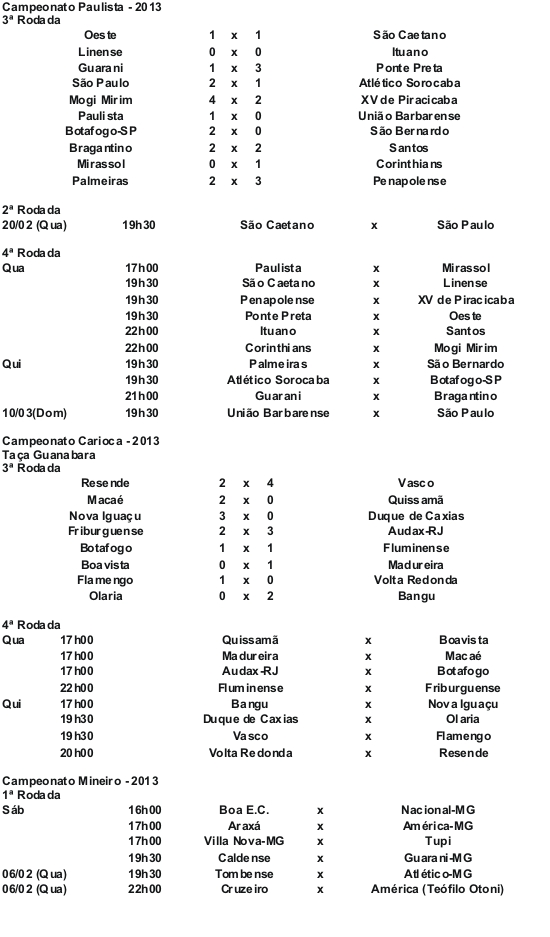 Campeonato Paulista - 2013
3ª Rodada
Oeste 1 x 1 São Caetano
Linense 0 x 0 Ituano
Guarani 1 x 3 Ponte Preta
São Paulo 2 x 1 Atlético Sorocaba
Mogi Mirim 4 x 2 XV de Piracicaba
Paulista 1 x 0 União Barbarense
Botafogo-SP 2 x 0 São Bernardo
Bragantino 2 x 2 Santos
Mirassol 0 x 1 Corinthians
Palmeiras 2 x 3 Penapolense
2ª Rodada
20/02 (Qua) 19h30 São Caetano x São Paulo
4ª Rodada
Qua 17h00 Paulista x Mirassol
19h30 São Caetano x Linense
19h30 Penapolense x XV de Piracicaba
19h30 Ponte Preta x Oeste
22h00 Ituano x Santos
22h00 Corinthians x Mogi Mirim
Qui 19h30 Palmeiras x São Bernardo
19h30 Atlético Sorocaba x Botafogo-SP
21h00 Guarani x Bragantino
10/03(Dom) 19h30 União Barbarense x São Paulo
Campeonato Carioca - 2013
Taça Guanabara
3ª Rodada
Resende 2 x 4 Vasco
Macaé 2 x 0 Quissamã
Nova Iguaçu 3 x 0 Duque de Caxias
Friburguense 2 x 3 Audax-RJ
Botafogo 1 x 1 Fluminense
Boavista 0 x 1 Madureira
Flamengo 1 x 0 Volta Redonda
Olaria 0 x 2 Bangu
4ª Rodada
Qua 17h00 Quissamã x Boavista
17h00 Madureira x Macaé
17h00 Audax-RJ x Botafogo
22h00 Fluminense x Friburguense
Qui 17h00 Bangu x Nova Iguaçu
19h30 Duque de Caxias x Olaria
19h30 Vasco x Flamengo
20h00 Volta Redonda x Resende
Campeonato Mineiro - 2013
1ª Rodada
Sáb 16h00 Boa E.C. x Nacional-MG
17h00 Araxá x América-MG
17h00 Villa Nova-MG x Tupi
19h30 Caldense x Guarani-MG
06/02 (Qua) 19h30 Tombense x Atlético-MG
06/02 (Qua) 22h00 Cruzeiro x América (Teófilo Otoni)